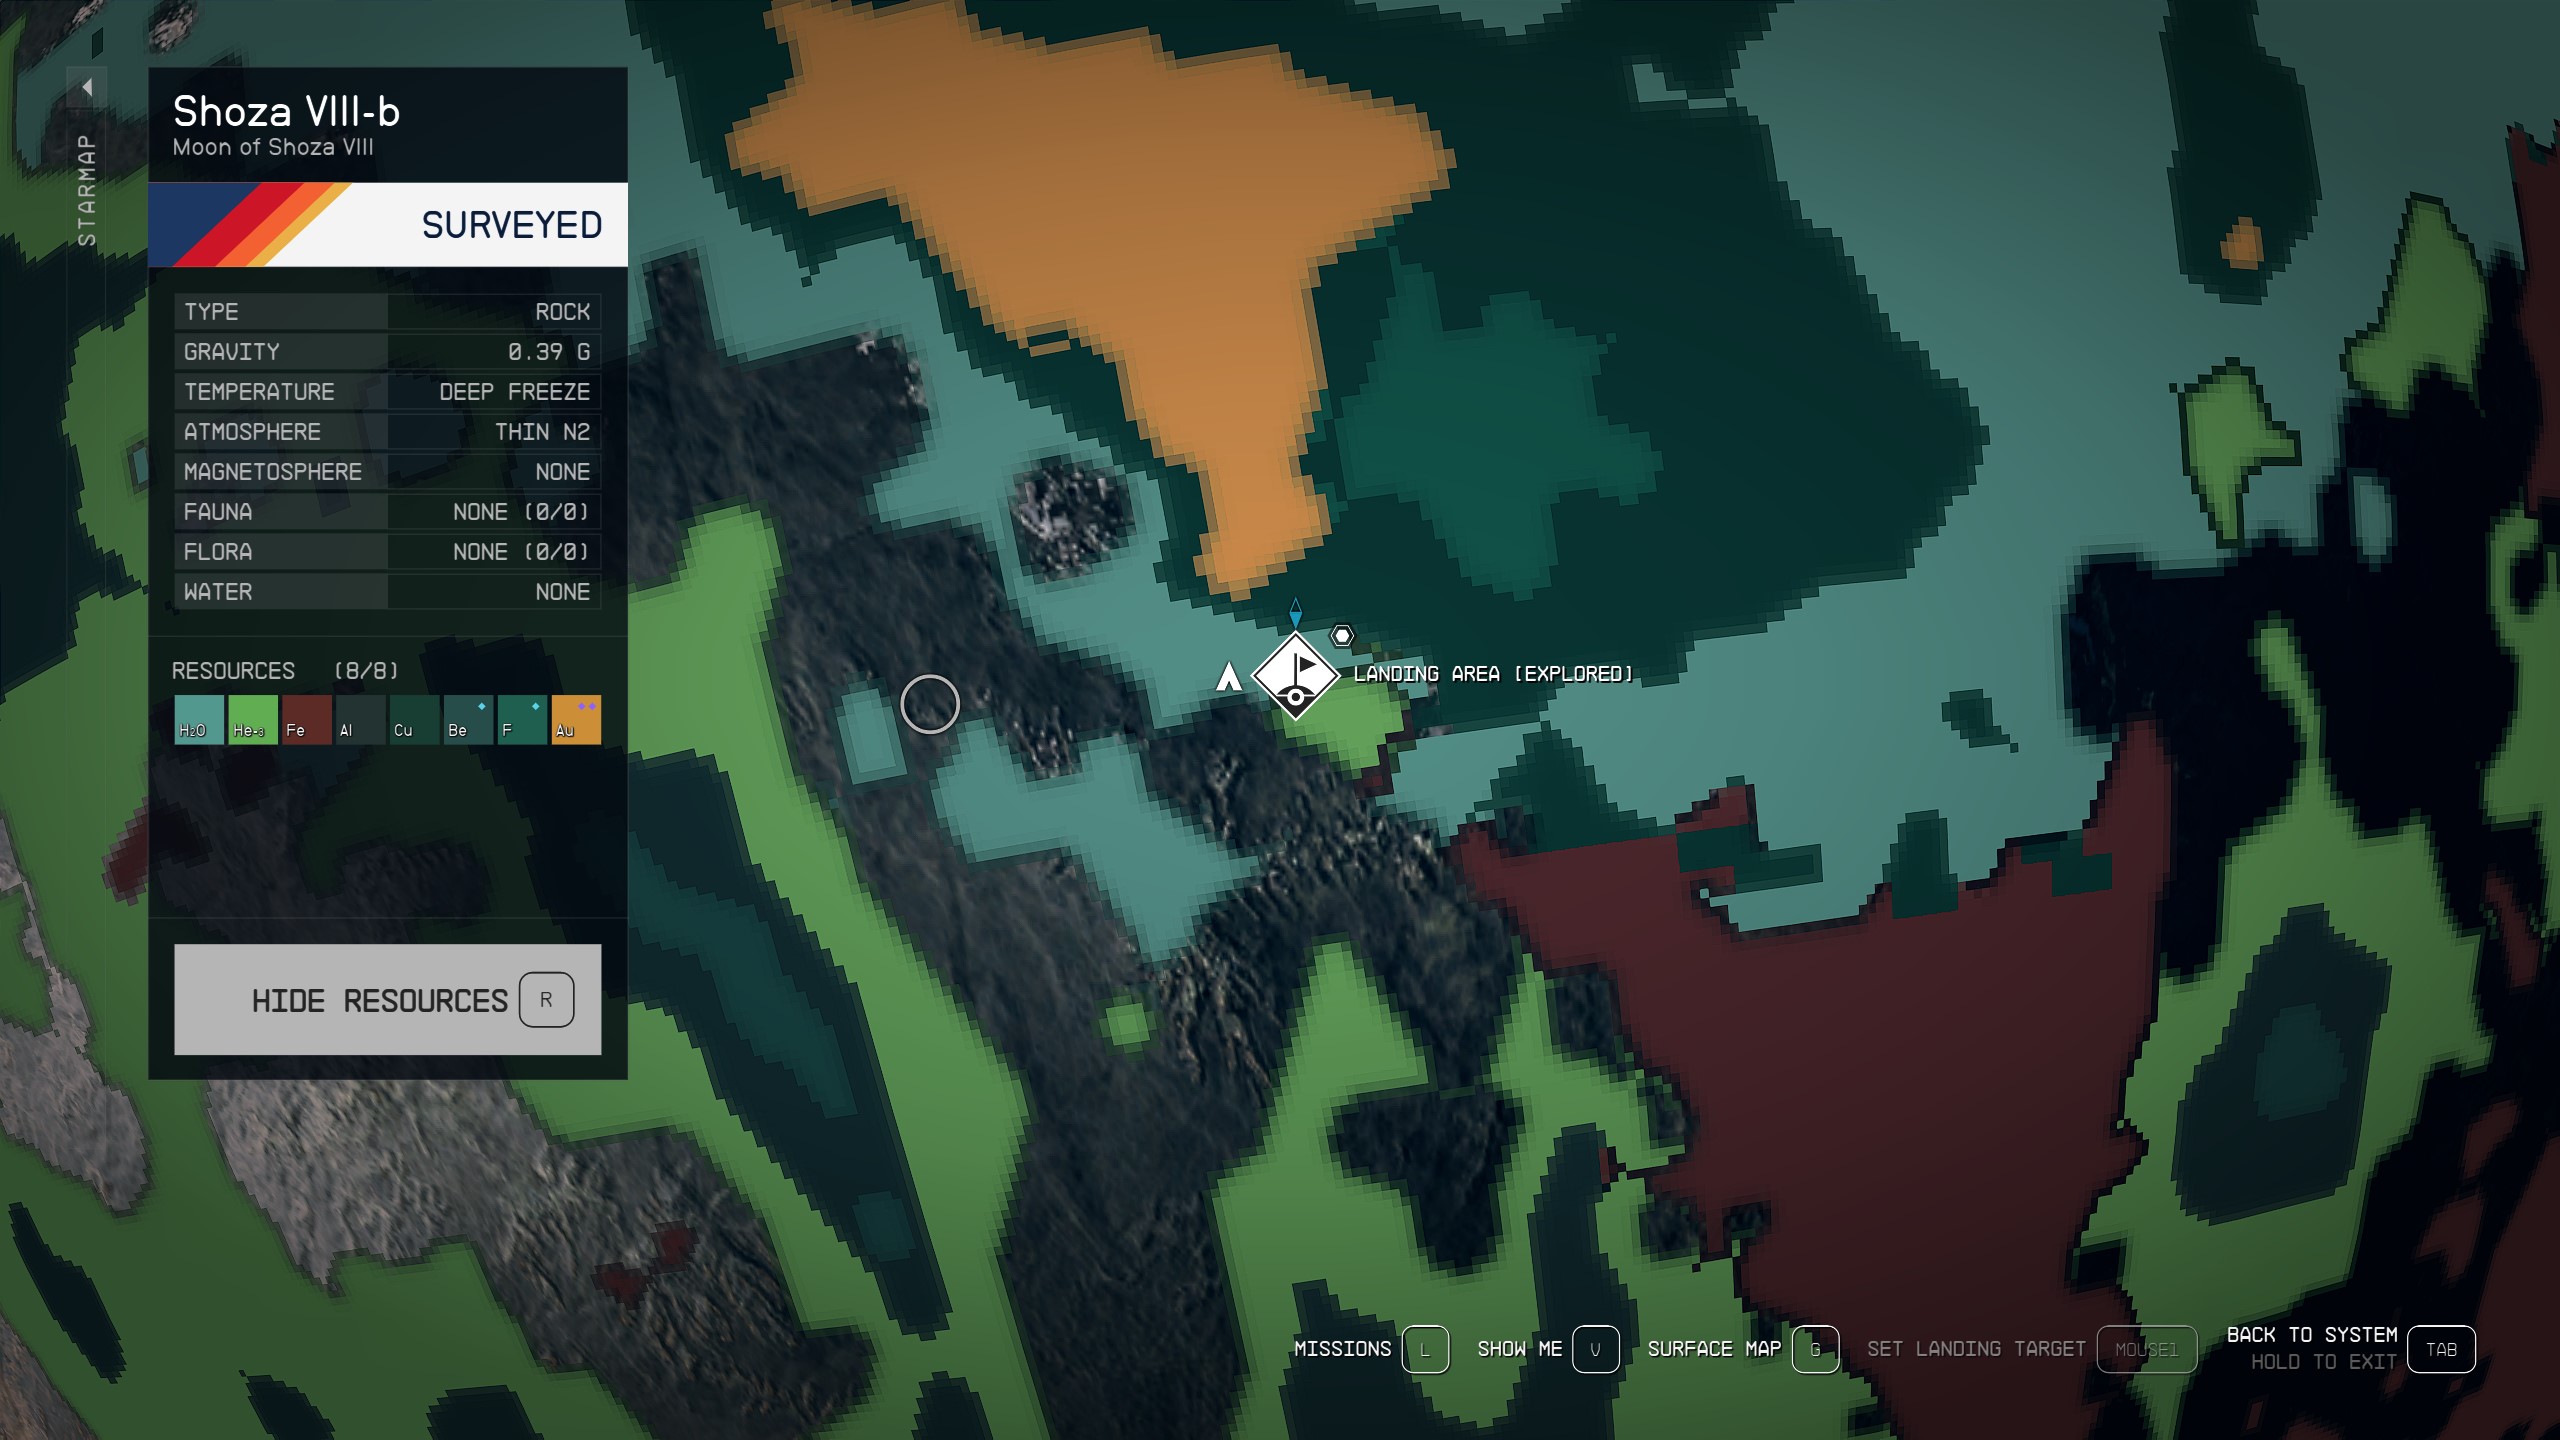 STARMAP
Shoza VIII-b
Moon of Shoza VIII
SURVEYED
TYPE ROCK
GRAVITY 0.39 G
TEMPERATURE DEEP FREEZE
ATMOSPHERE THIN N2
MAGNETOSPHERE NONE
FAUNA NONE (0/0)
FLORA NONE (0/0)
WATER NONE
RESOURCES (8/8)
H2O He-3 Fe Al Cu Be F Au
HIDE RESOURCES R
LANDING AREA [EXPLORED]
MISSIONS L SHOW ME V SURFACE MAP G SET LANDING TARGET MOUSE1 BACK TO SYSTEM TAB
HOLD TO EXIT